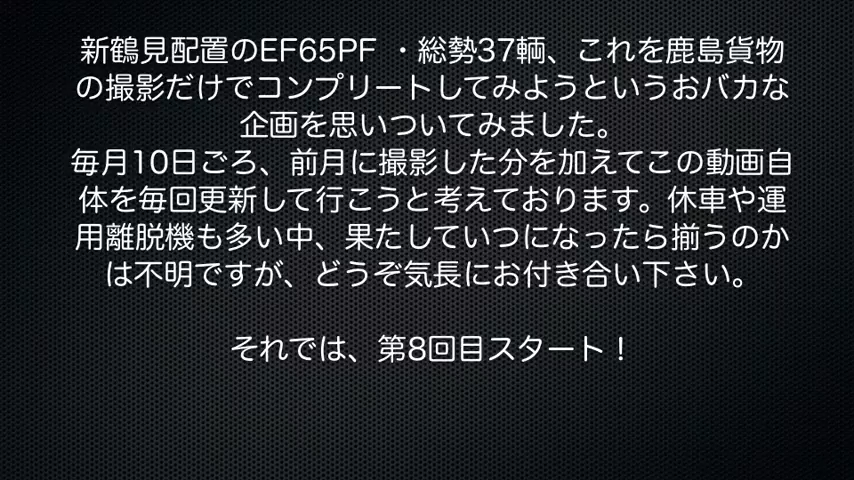 新鶴見配置のEF65PF ・総勢37輌、これを鹿島貨物
の撮影だけでコンプリートしてみようというおバカな
企画を思いついてみました。
毎月10日ごろ、前月に撮影した分を加えてこの動画自
体を毎回更新して行こうと考えております。休車や運
用離脱機も多い中、果たしていつになったら揃うのか
は不明ですが、どうぞ気長にお付き合い下さい。
それでは、第8回目スタート！